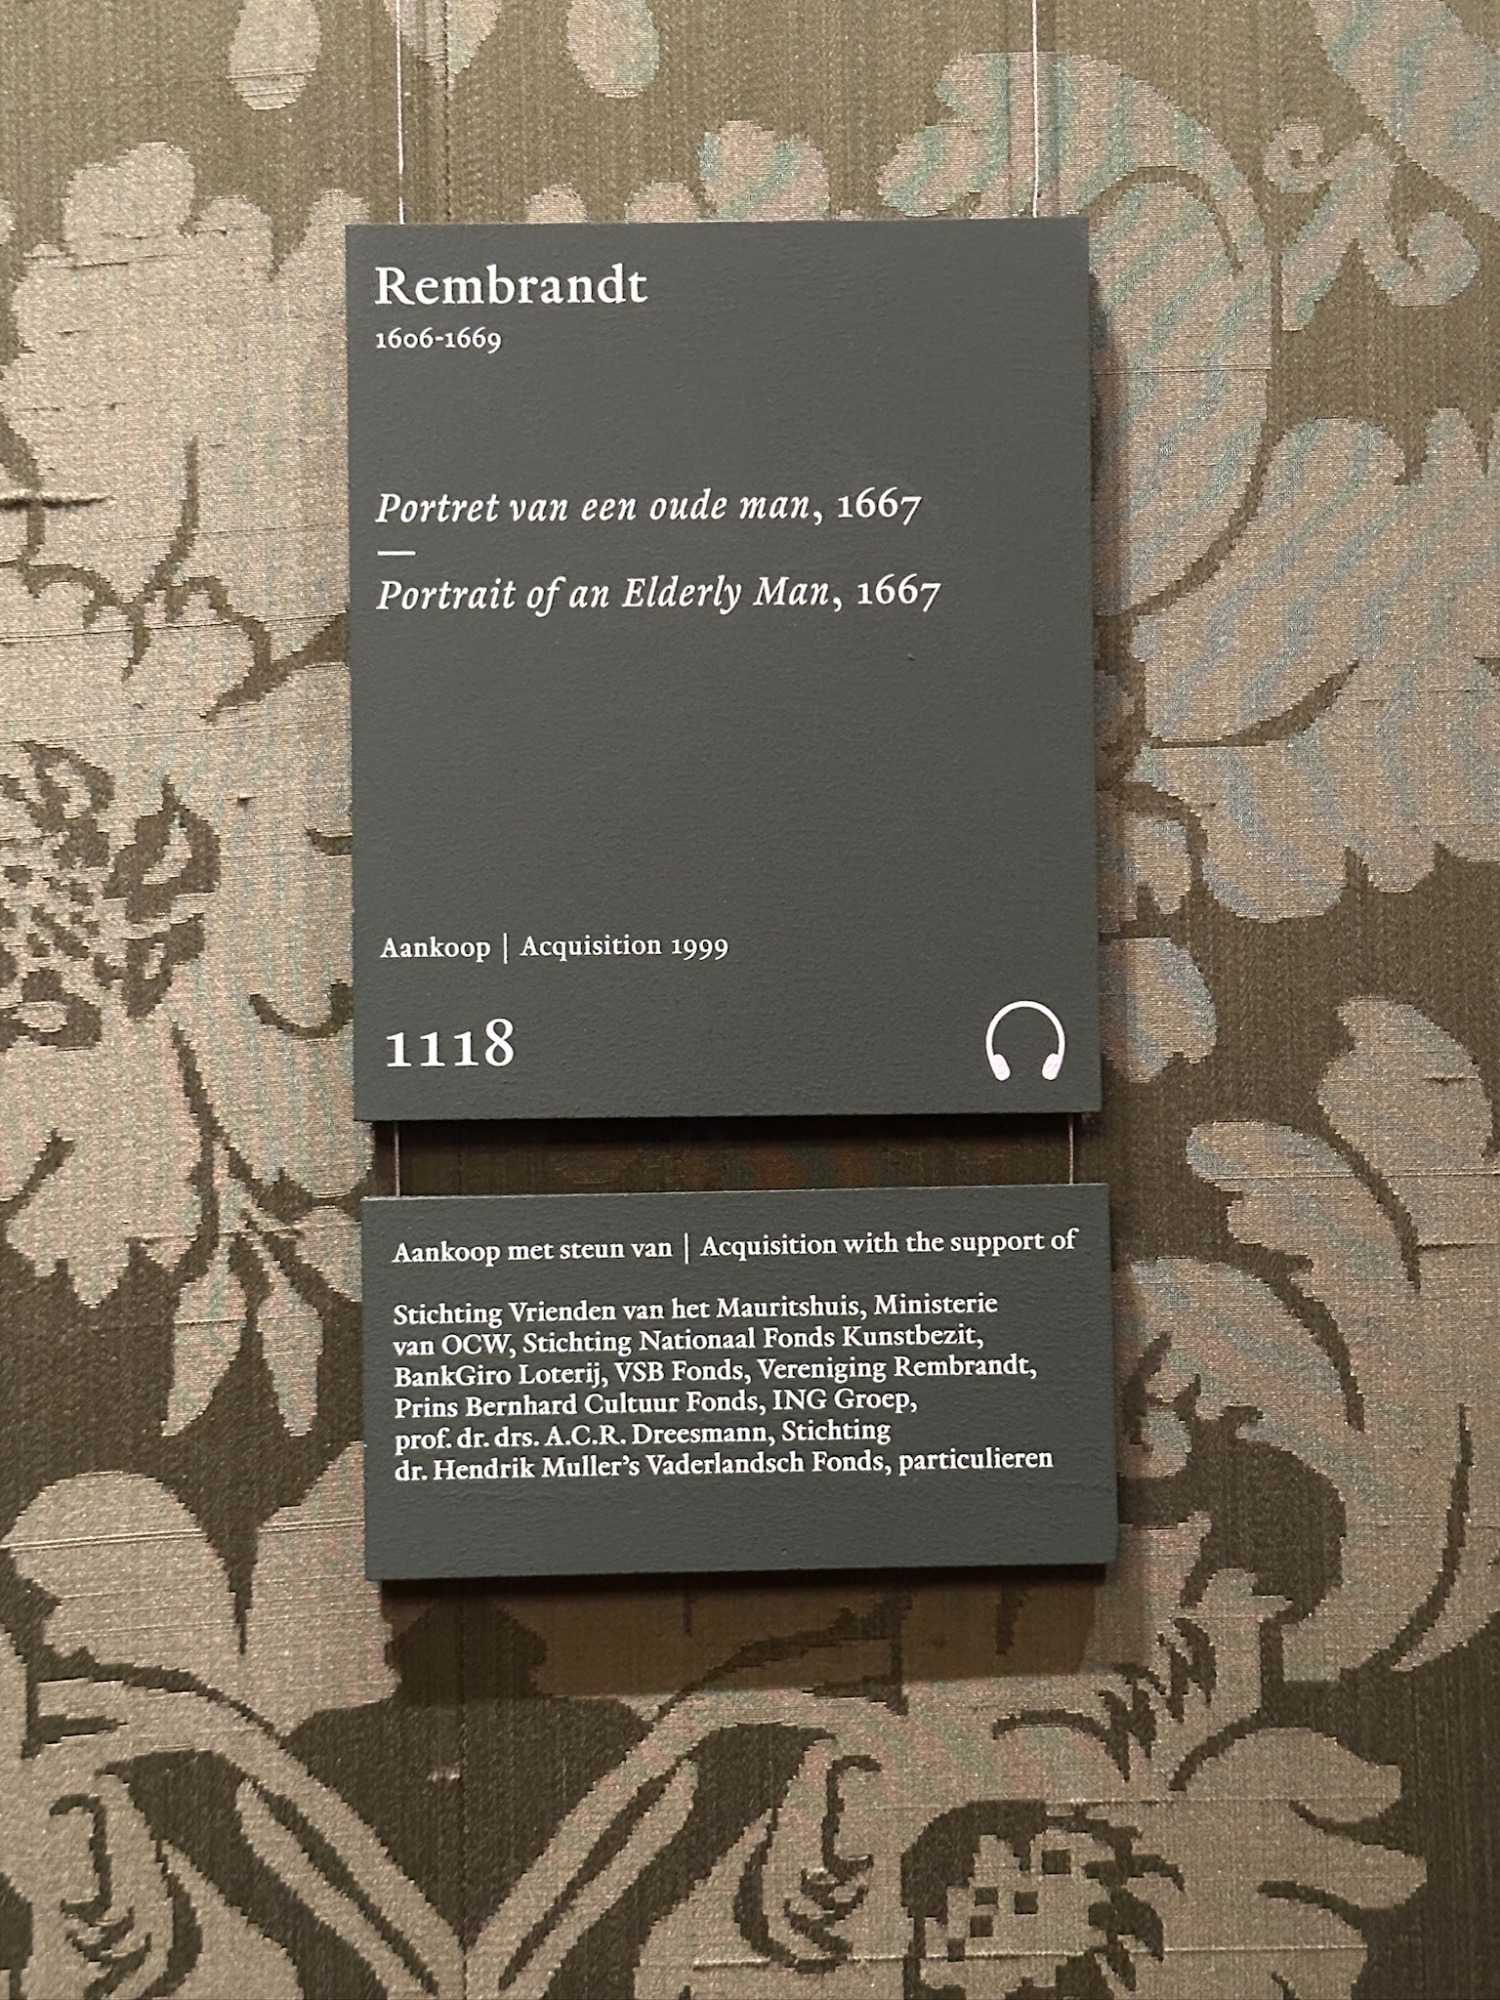 Rembrandt
1606-1669
Portret van een oude man, 1667
—
Portrait of an Elderly Man, 1667
Aankoop | Acquisition 1999
1118
Aankoop met steun van | Acquisition with the support of
Stichting Vrienden van het Mauritshuis, Ministerie
van OCW, Stichting Nationaal Fonds Kunstbezit,
BankGiro Loterij, VSB Fonds, Vereniging Rembrandt,
Prins Bernhard Cultuur Fonds, ING Groep,
prof. dr. drs. A.C.R. Dreesmann, Stichting
dr. Hendrik Muller’s Vaderlandsch Fonds, particulieren